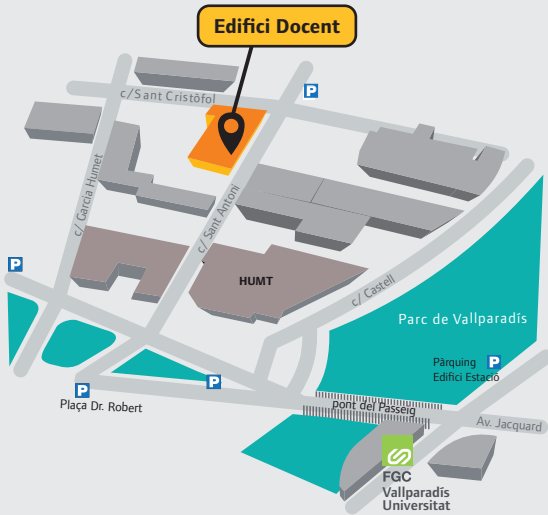 Edifici Docent
P
c/Sant Cristòfol
c/ Garcia Humet
c/ Sant Antoni
P
HUMT
c/ Castell
Parc de Vallparadís
Pàrquing P
Edifici Estació
P
P
Plaça Dr. Robert
pont del Passeig
Av. Jacquard
FGC
Vallparadís
Universitat